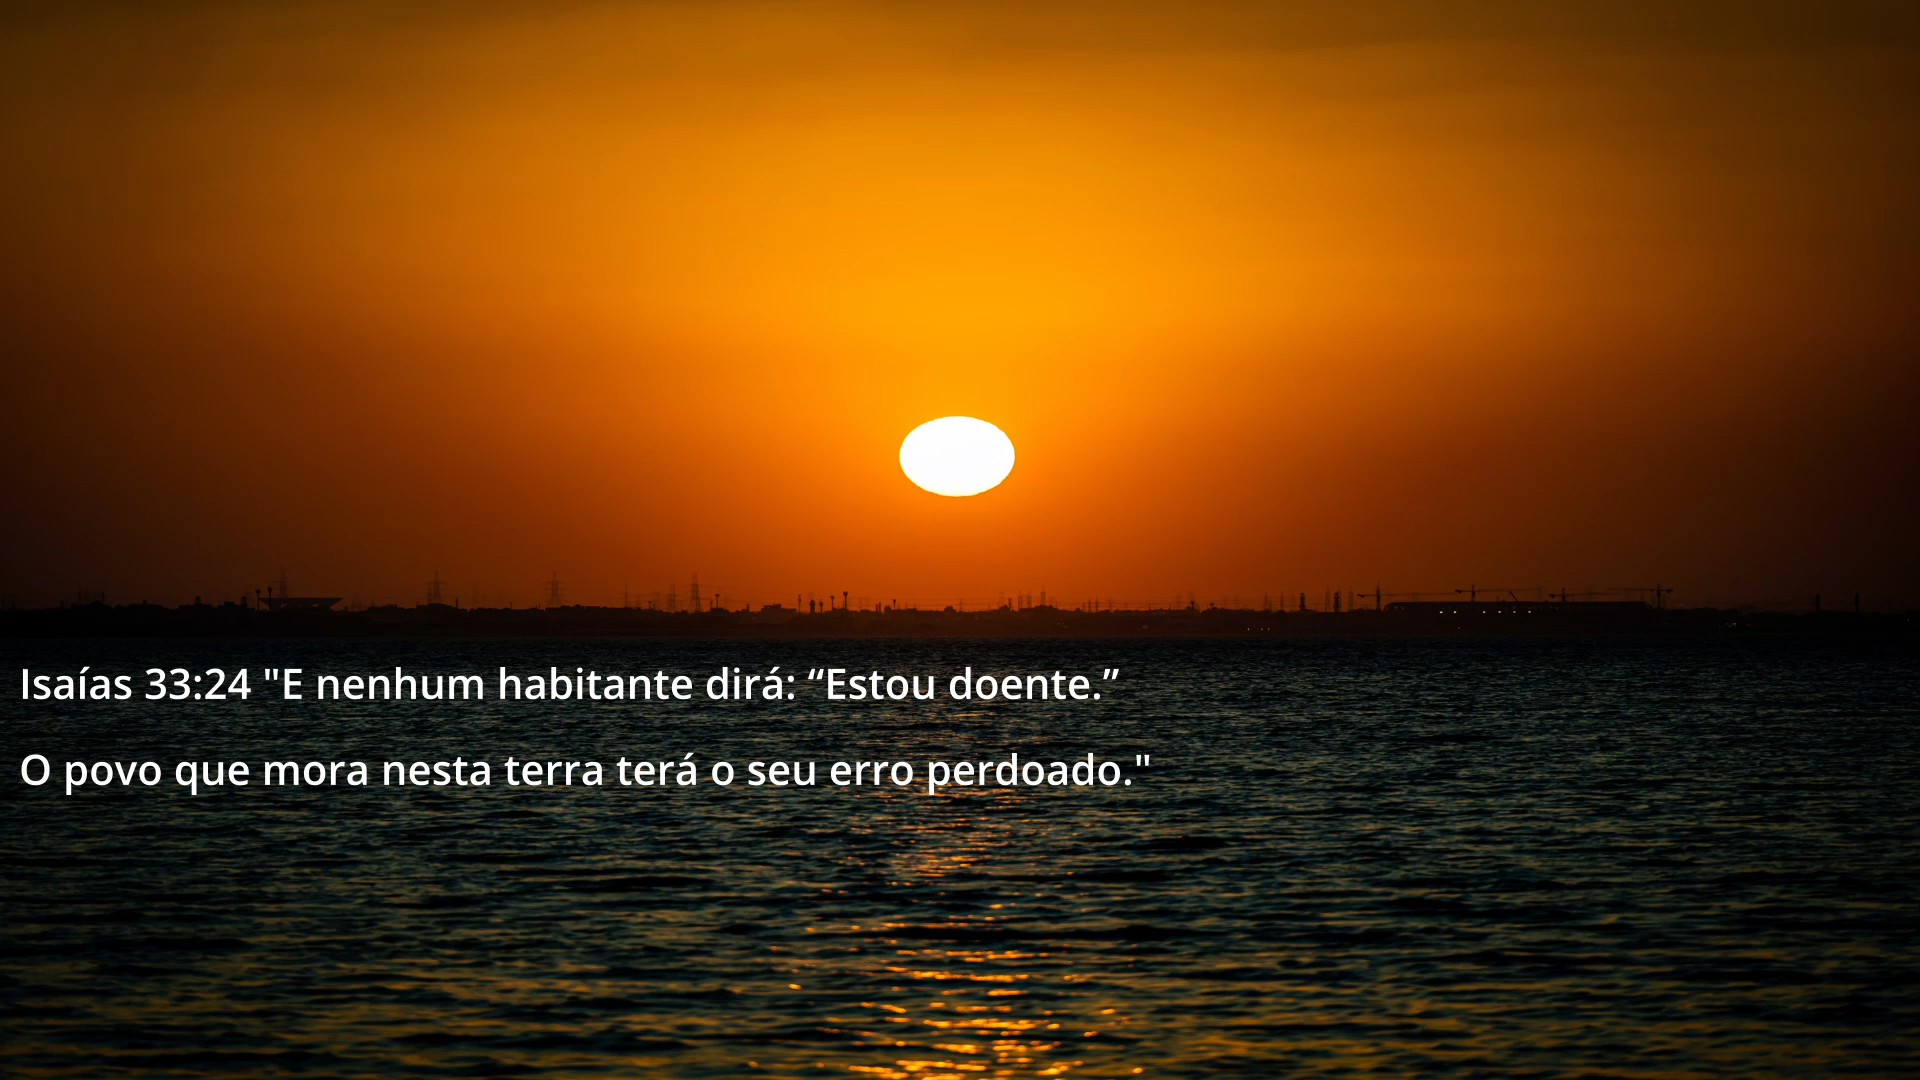 Isaías 33:24 "E nenhum habitante dirá: “Estou doente.”
O povo que mora nesta terra terá o seu erro perdoado."